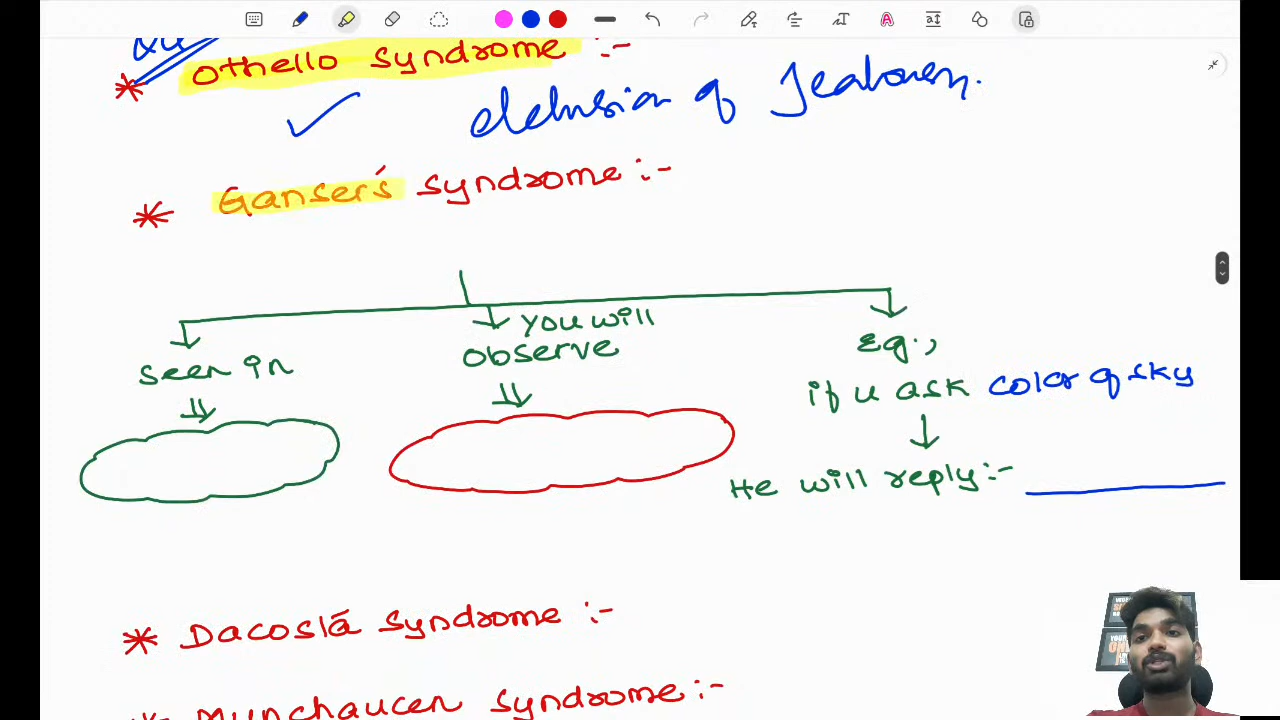 * Othello syndrome :-
delusion of Jealousy.
* Ganser's syndrome :-
seen in
you will
observe
Eg.,
if u ask color of sky
He will reply :-
* Dacosta syndrome :-
* Munchaucen syndrome :-